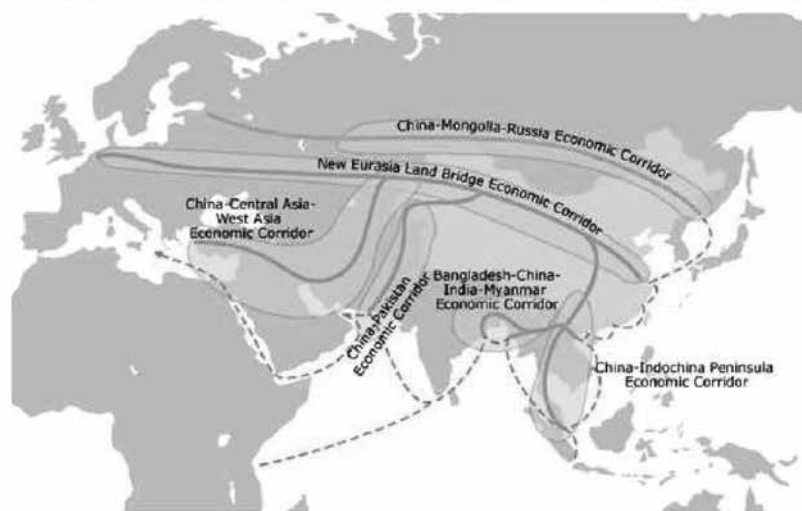 China-Mongolia-Russia Economic Corridor
New Eurasia Land Bridge Economic Corridor
China-Central Asia-
West Asia
Economic Corridor
China-Pakistan
Economic Corridor
Bangladesh-China-
India-Myanmar
Economic Corridor
China-Indochina Peninsula
Economic Corridor